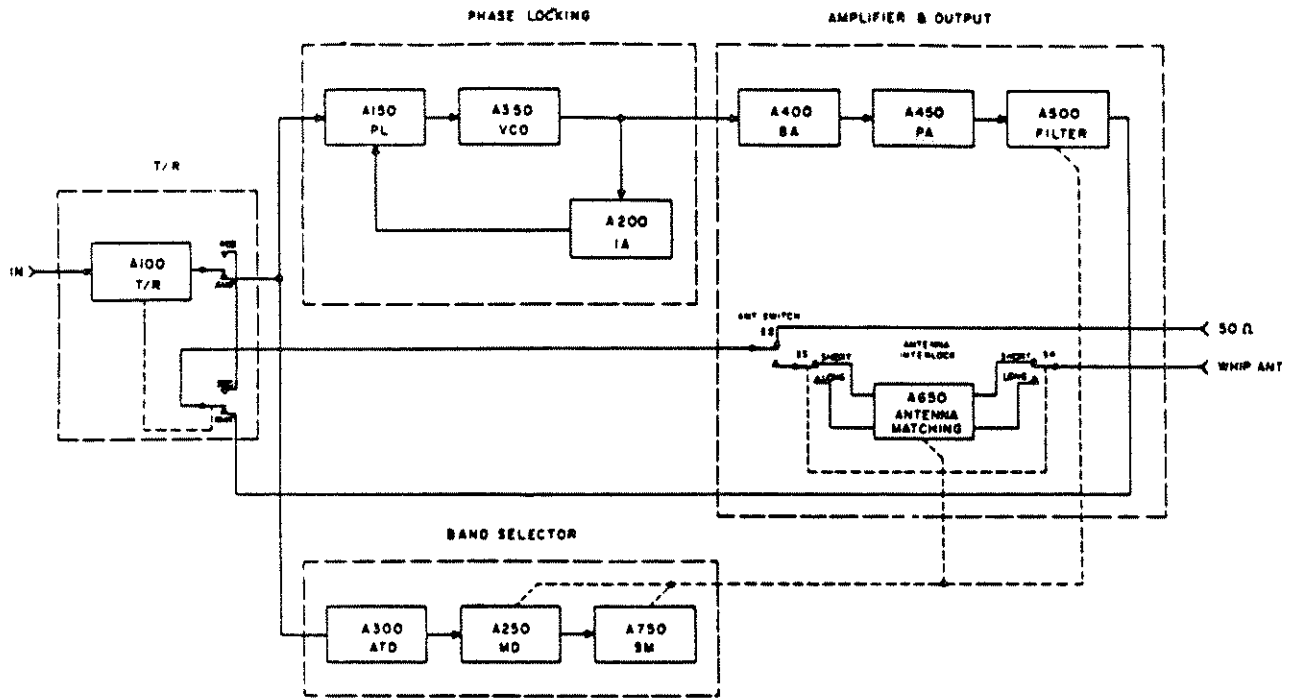 PHASE LOCKING
AMPLIFIER & OUTPUT
A150
PL
A350
VCO
A400
BA
A450
PA
A500
FILTER
T/R
A200
IA
IN
A100
T/R
ANT SWITCH
50 Ω
ANTENNA
INTERLOCK
SHORT
LONG
SHORT
LONG
WHIP ANT
A650
ANTENNA
MATCHING
BAND SELECTOR
A300
ATD
A250
MD
A750
SM